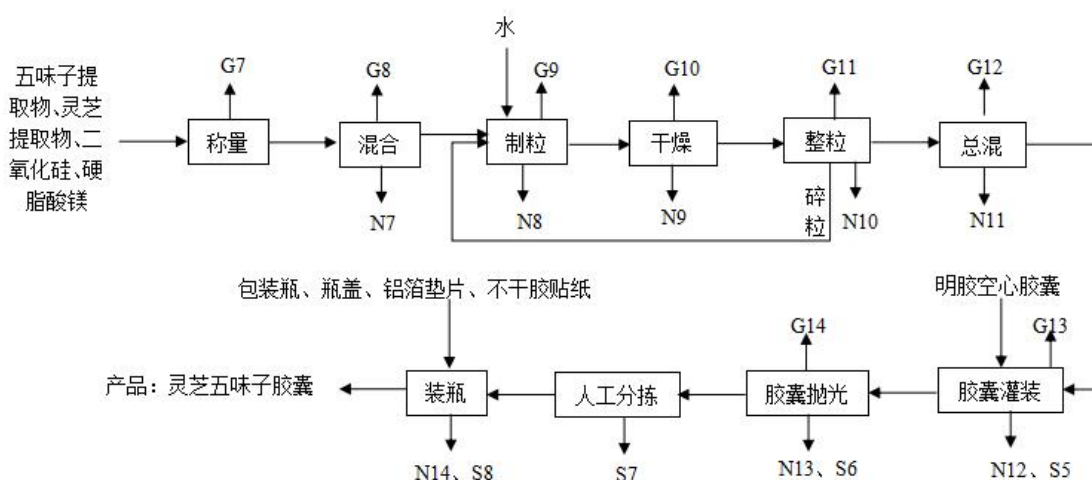 水
五味子提
取物、灵芝
提取物、二
氧化硅、硬
脂酸镁
G7
G8
G9
G10
G11
G12
称量
混合
制粒
干燥
整粒
总混
碎
粒
N7
N8
N9
N10
N11
包装瓶、瓶盖、铝箔垫片、不干胶贴纸
明胶空心胶囊
G14
G13
产品：灵芝五味子胶囊
装瓶
人工分拣
胶囊抛光
胶囊灌装
N14、S8
S7
N13、S6
N12、S5